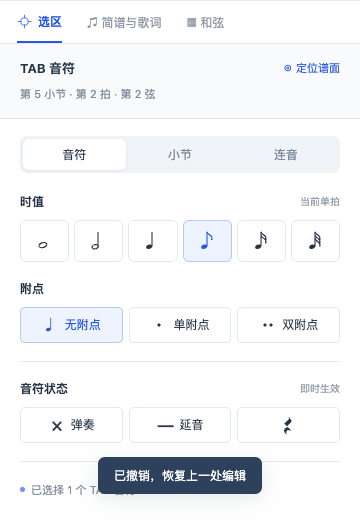 选区 简谱与歌词 和弦
TAB 音符 定位谱面
第 5 小节 · 第 2 拍 · 第 2 弦
音符 小节 连音
时值 当前单拍
附点
无附点 单附点 双附点
音符状态 即时生效
弹奏 延音
已撤销，恢复上一处编辑
已选择 1 个